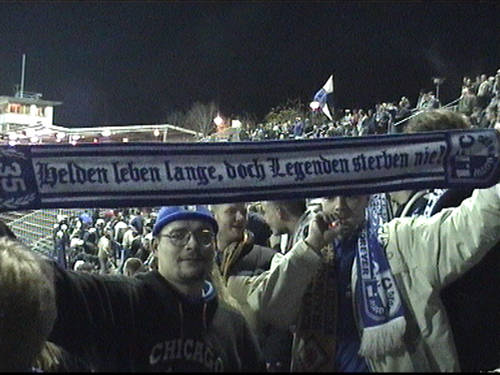 35
Helden leben lange, doch Legenden sterben nie!
CHICAGO